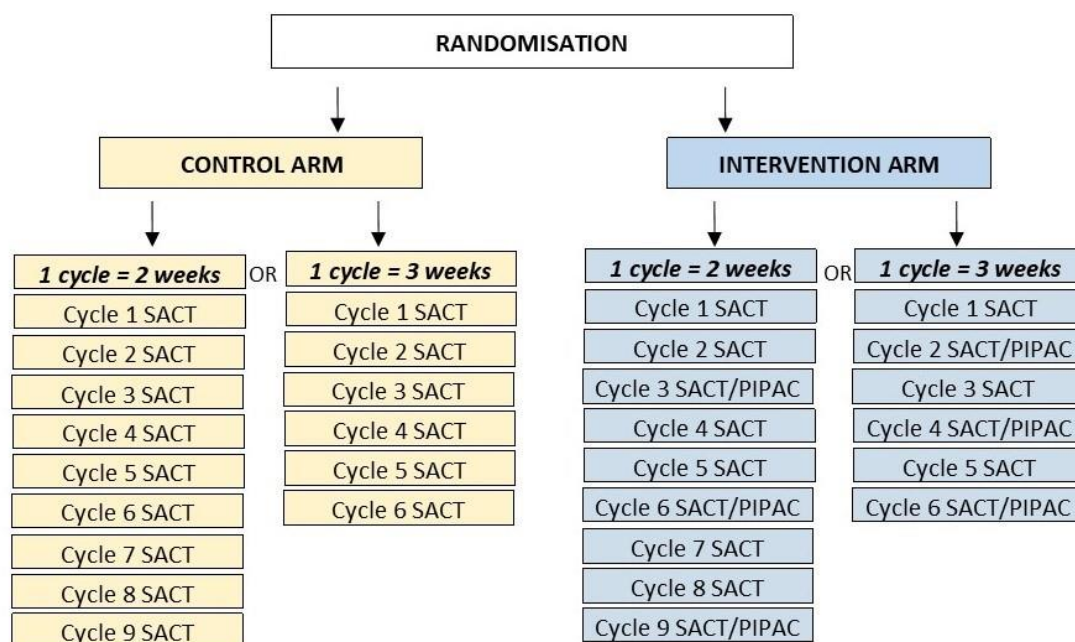 RANDOMISATION
CONTROL ARM
INTERVENTION ARM
1 cycle = 2 weeks
OR
1 cycle = 3 weeks
1 cycle = 2 weeks
OR
1 cycle = 3 weeks
Cycle 1 SACT
Cycle 2 SACT
Cycle 3 SACT
Cycle 4 SACT
Cycle 5 SACT
Cycle 6 SACT
Cycle 7 SACT
Cycle 8 SACT
Cycle 9 SACT
Cycle 1 SACT
Cycle 2 SACT
Cycle 3 SACT
Cycle 4 SACT
Cycle 5 SACT
Cycle 6 SACT
Cycle 1 SACT
Cycle 2 SACT
Cycle 3 SACT/PIPAC
Cycle 4 SACT
Cycle 5 SACT
Cycle 6 SACT/PIPAC
Cycle 7 SACT
Cycle 8 SACT
Cycle 9 SACT/PIPAC
Cycle 1 SACT
Cycle 2 SACT/PIPAC
Cycle 3 SACT
Cycle 4 SACT/PIPAC
Cycle 5 SACT
Cycle 6 SACT/PIPAC